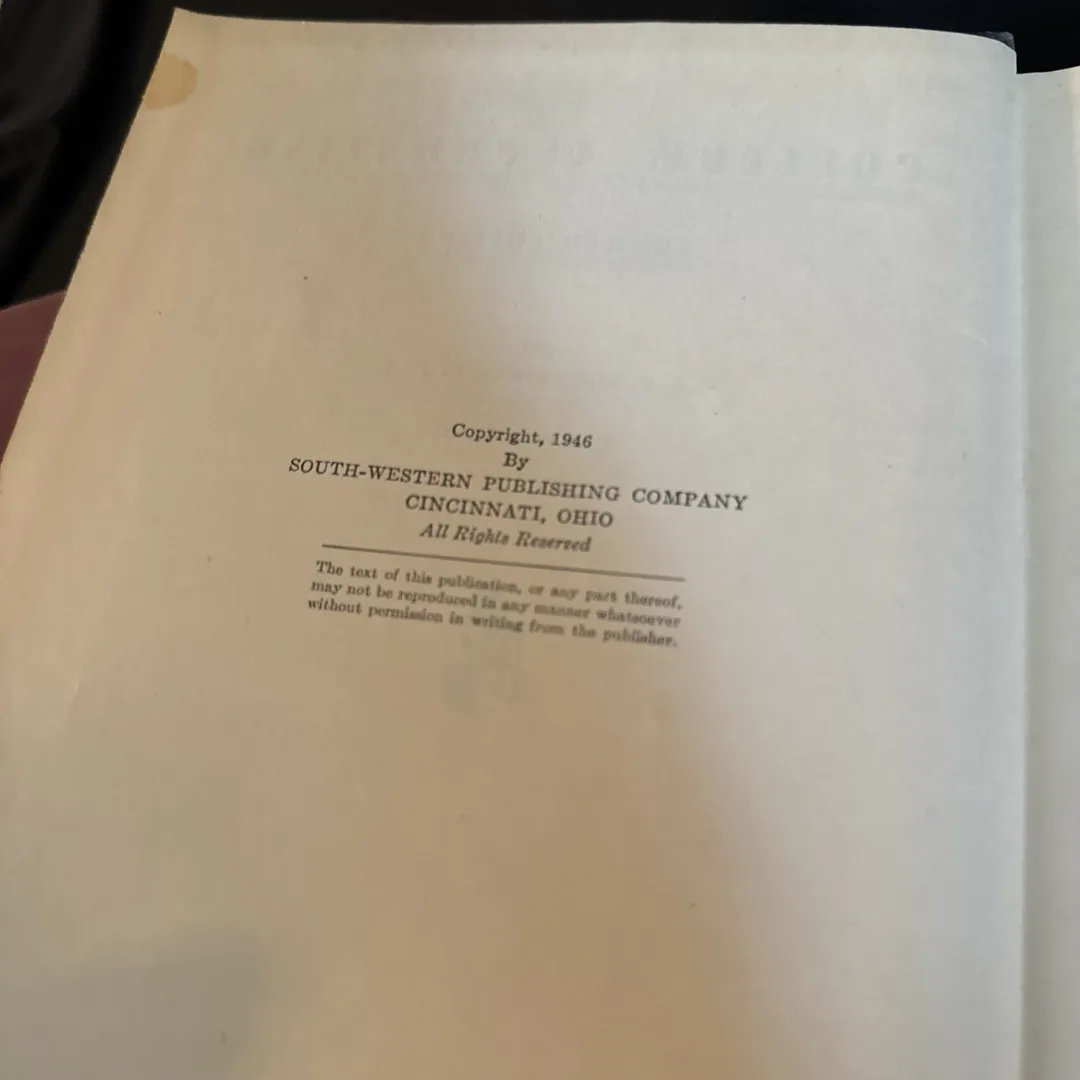 Copyright, 1946
By
SOUTH-WESTERN PUBLISHING COMPANY
CINCINNATI, OHIO
All Rights Reserved
The text of this publication, or any part thereof,
may not be reproduced in any manner whatsoever
without permission in writing from the publisher.